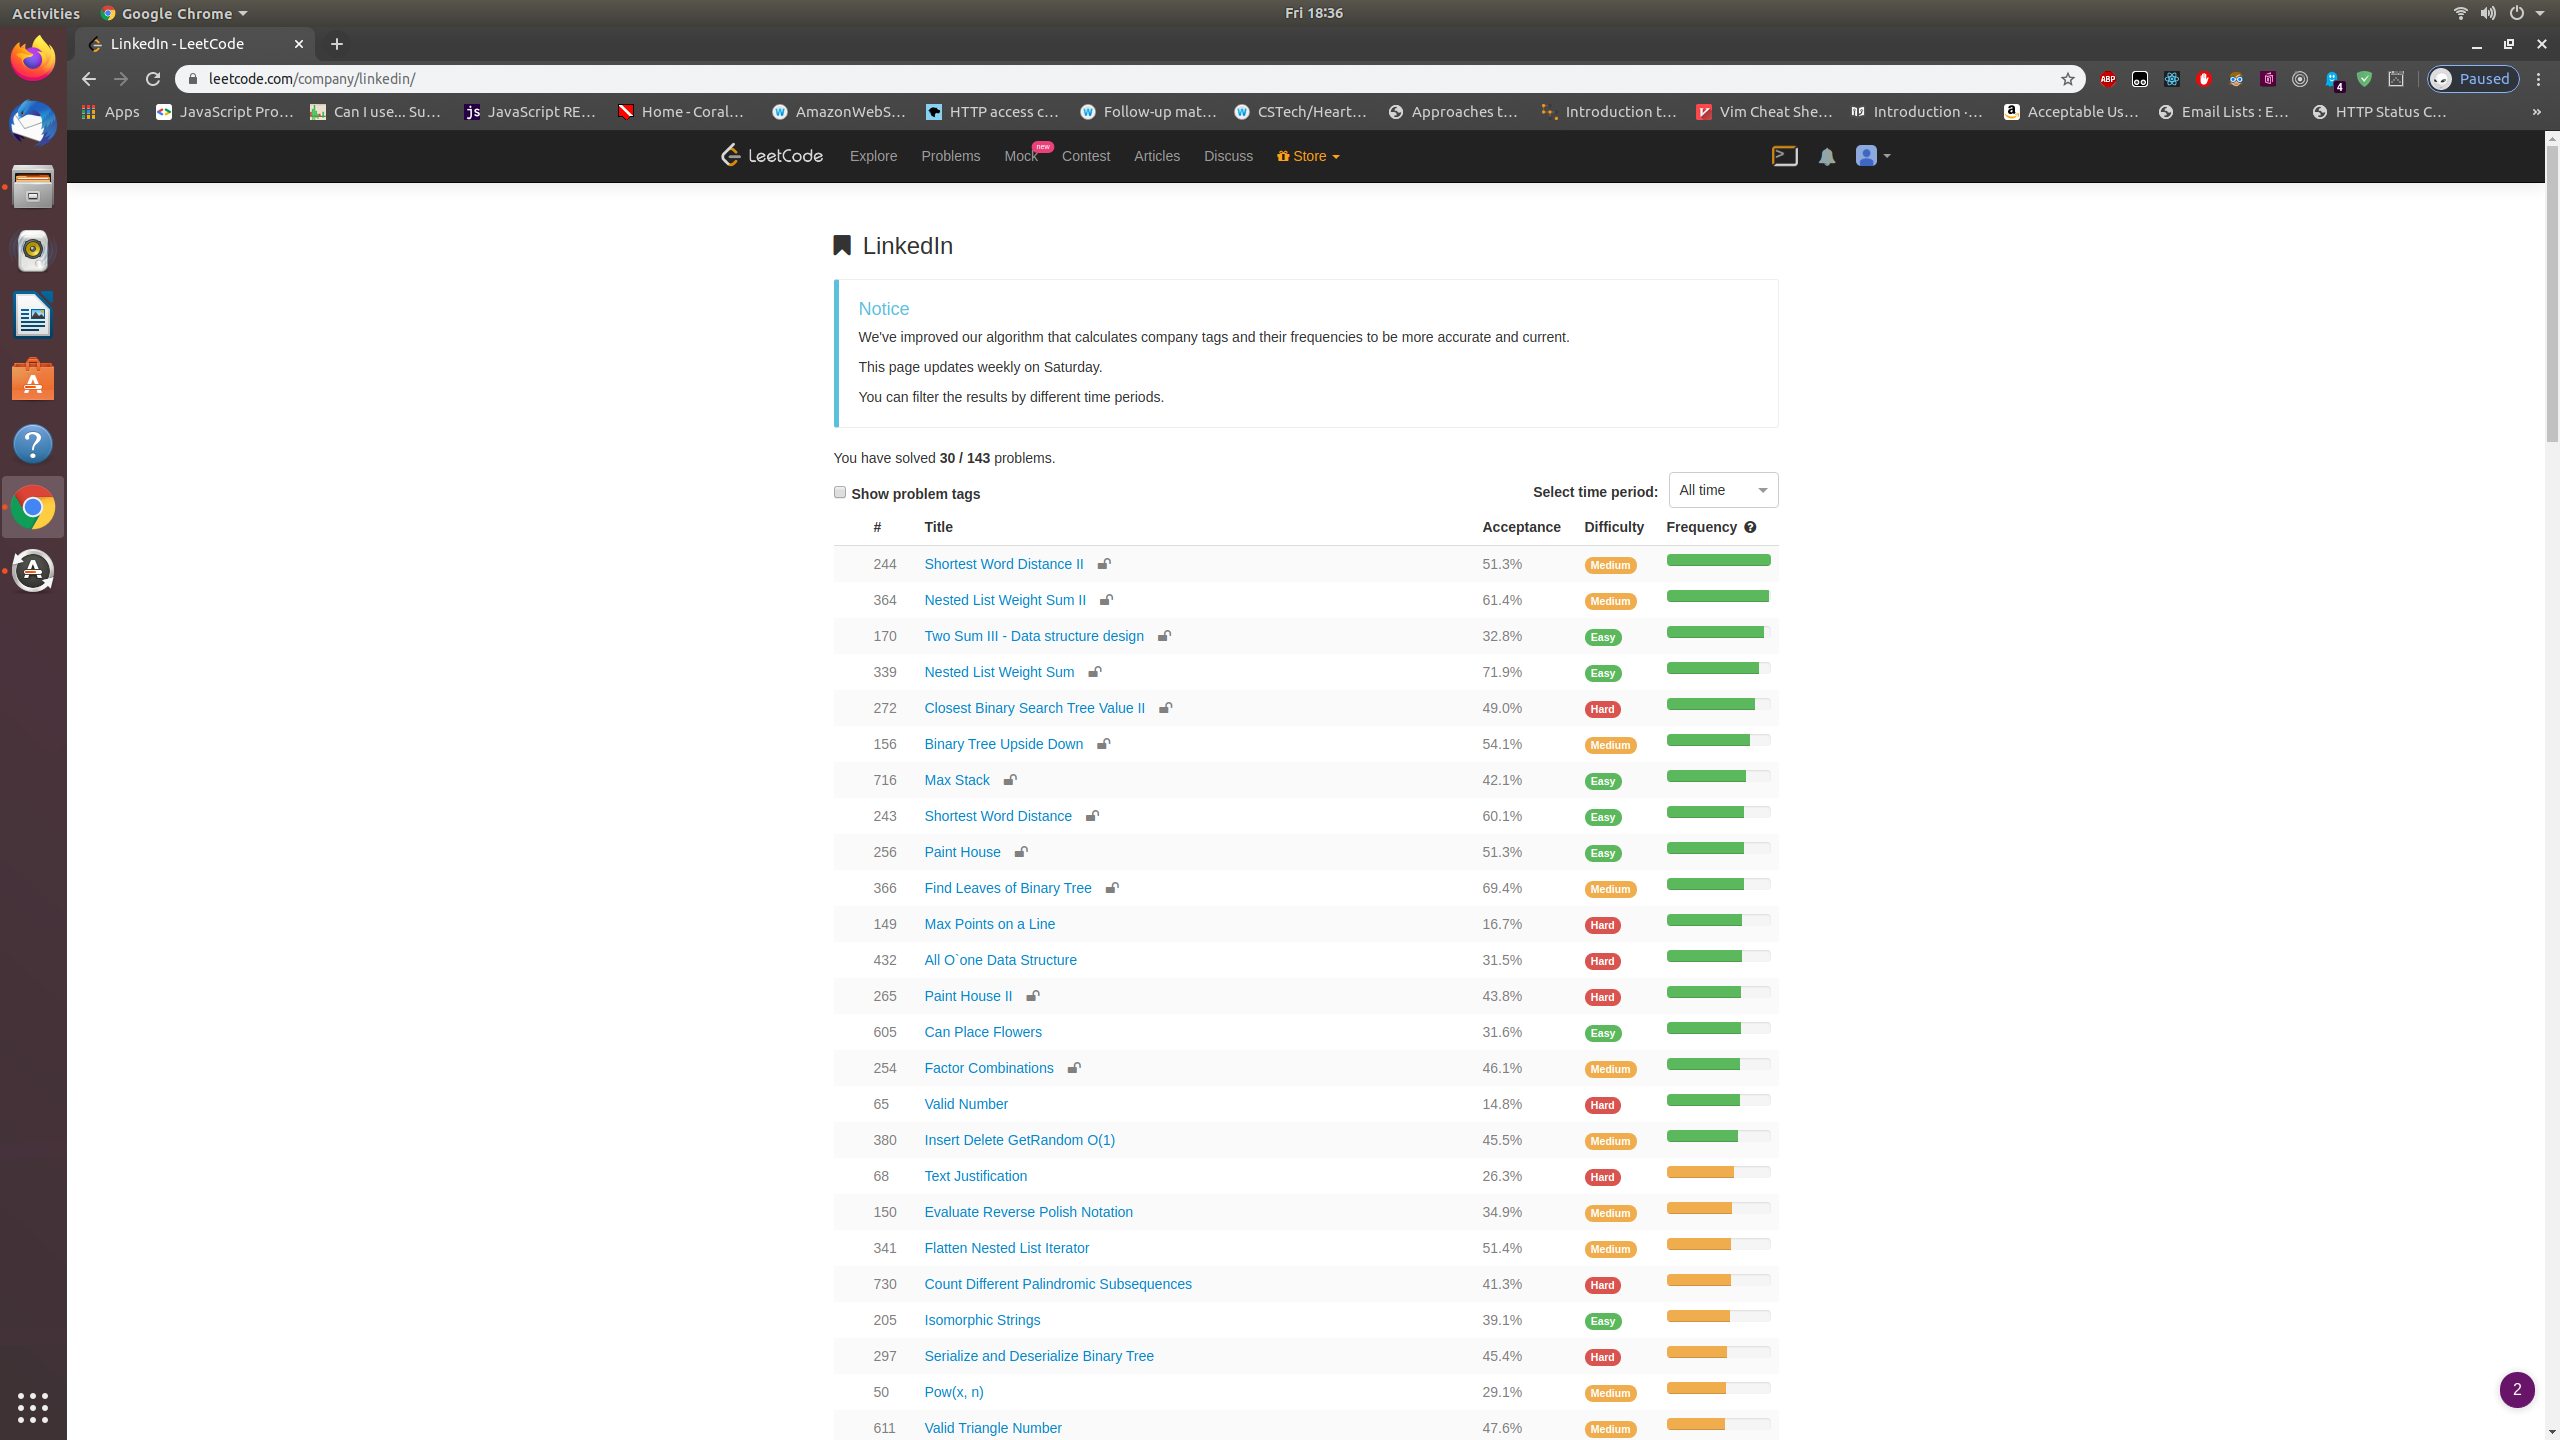 Activities Google Chrome Fri 18:36
LinkedIn - LeetCode
leetcode.com/company/linkedin/ ABP 4 Paused
Apps JavaScript Pro… Can I use... Su… JavaScript RE… Home - Coral… AmazonWebS… HTTP access c… Follow-up mat… CSTech/Heart… Approaches t… Introduction t… Vim Cheat She… Introduction ·… Acceptable Us… Email Lists : E… HTTP Status C… »
LeetCode Explore Problems Mock new Contest Articles Discuss Store
LinkedIn
Notice
We've improved our algorithm that calculates company tags and their frequencies to be more accurate and current.
This page updates weekly on Saturday.
You can filter the results by different time periods.
You have solved 30 / 143 problems.
Show problem tags Select time period: All time
# Title Acceptance Difficulty Frequency
244 Shortest Word Distance II 51.3% Medium
364 Nested List Weight Sum II 61.4% Medium
170 Two Sum III - Data structure design 32.8% Easy
339 Nested List Weight Sum 71.9% Easy
272 Closest Binary Search Tree Value II 49.0% Hard
156 Binary Tree Upside Down 54.1% Medium
716 Max Stack 42.1% Easy
243 Shortest Word Distance 60.1% Easy
256 Paint House 51.3% Easy
366 Find Leaves of Binary Tree 69.4% Medium
149 Max Points on a Line 16.7% Hard
432 All O`one Data Structure 31.5% Hard
265 Paint House II 43.8% Hard
605 Can Place Flowers 31.6% Easy
254 Factor Combinations 46.1% Medium
65 Valid Number 14.8% Hard
380 Insert Delete GetRandom O(1) 45.5% Medium
68 Text Justification 26.3% Hard
150 Evaluate Reverse Polish Notation 34.9% Medium
341 Flatten Nested List Iterator 51.4% Medium
730 Count Different Palindromic Subsequences 41.3% Hard
205 Isomorphic Strings 39.1% Easy
297 Serialize and Deserialize Binary Tree 45.4% Hard
50 Pow(x, n) 29.1% Medium
611 Valid Triangle Number 47.6% Medium
2